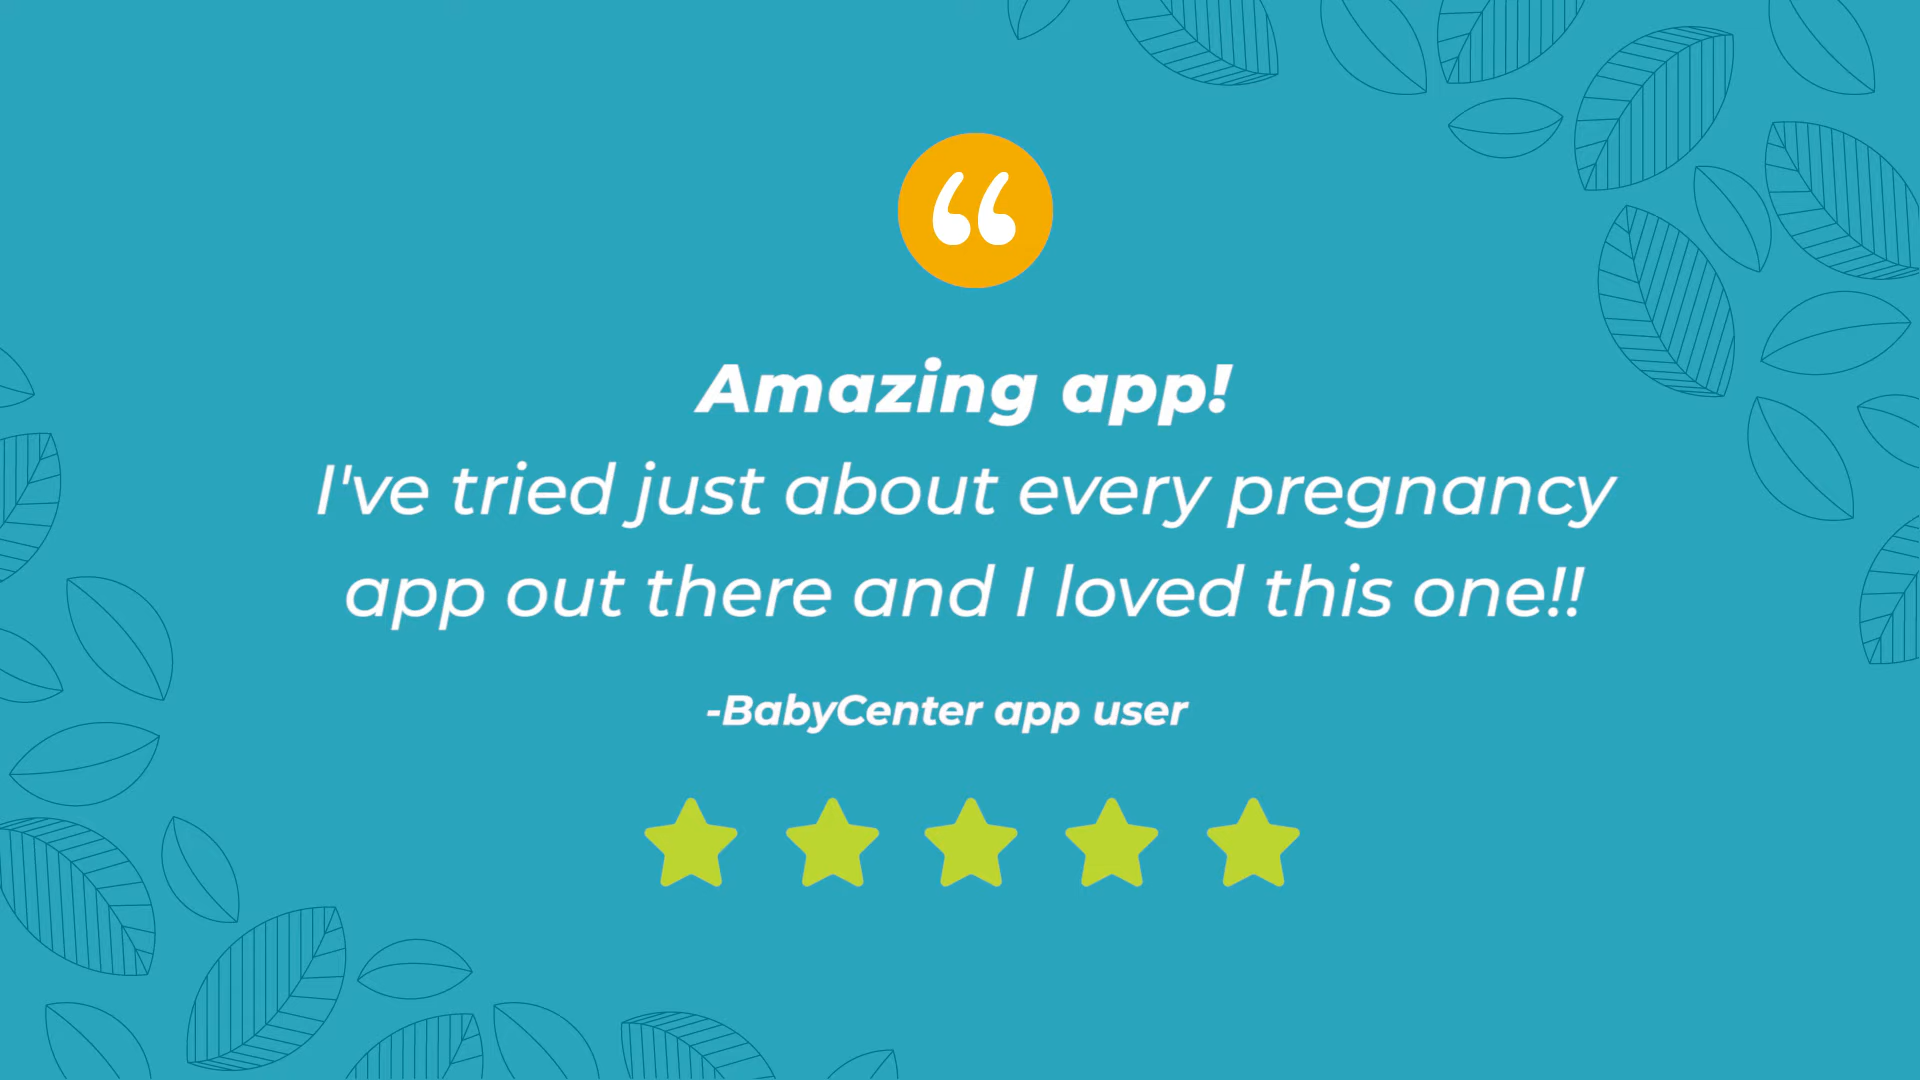 Amazing app!
I've tried just about every pregnancy
app out there and I loved this one!!
-BabyCenter app user